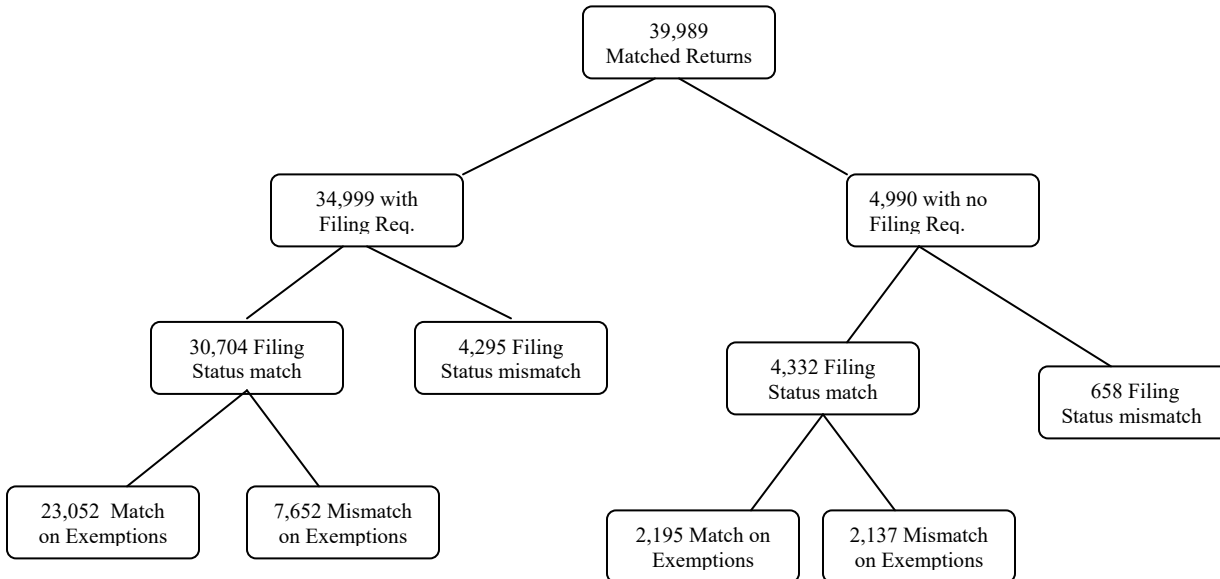 39,989
Matched Returns
34,999 with
Filing Req.
4,990 with no
Filing Req.
30,704 Filing
Status match
4,295 Filing
Status mismatch
4,332 Filing
Status match
658 Filing
Status mismatch
23,052 Match
on Exemptions
7,652 Mismatch
on Exemptions
2,195 Match on
Exemptions
2,137 Mismatch
on Exemptions